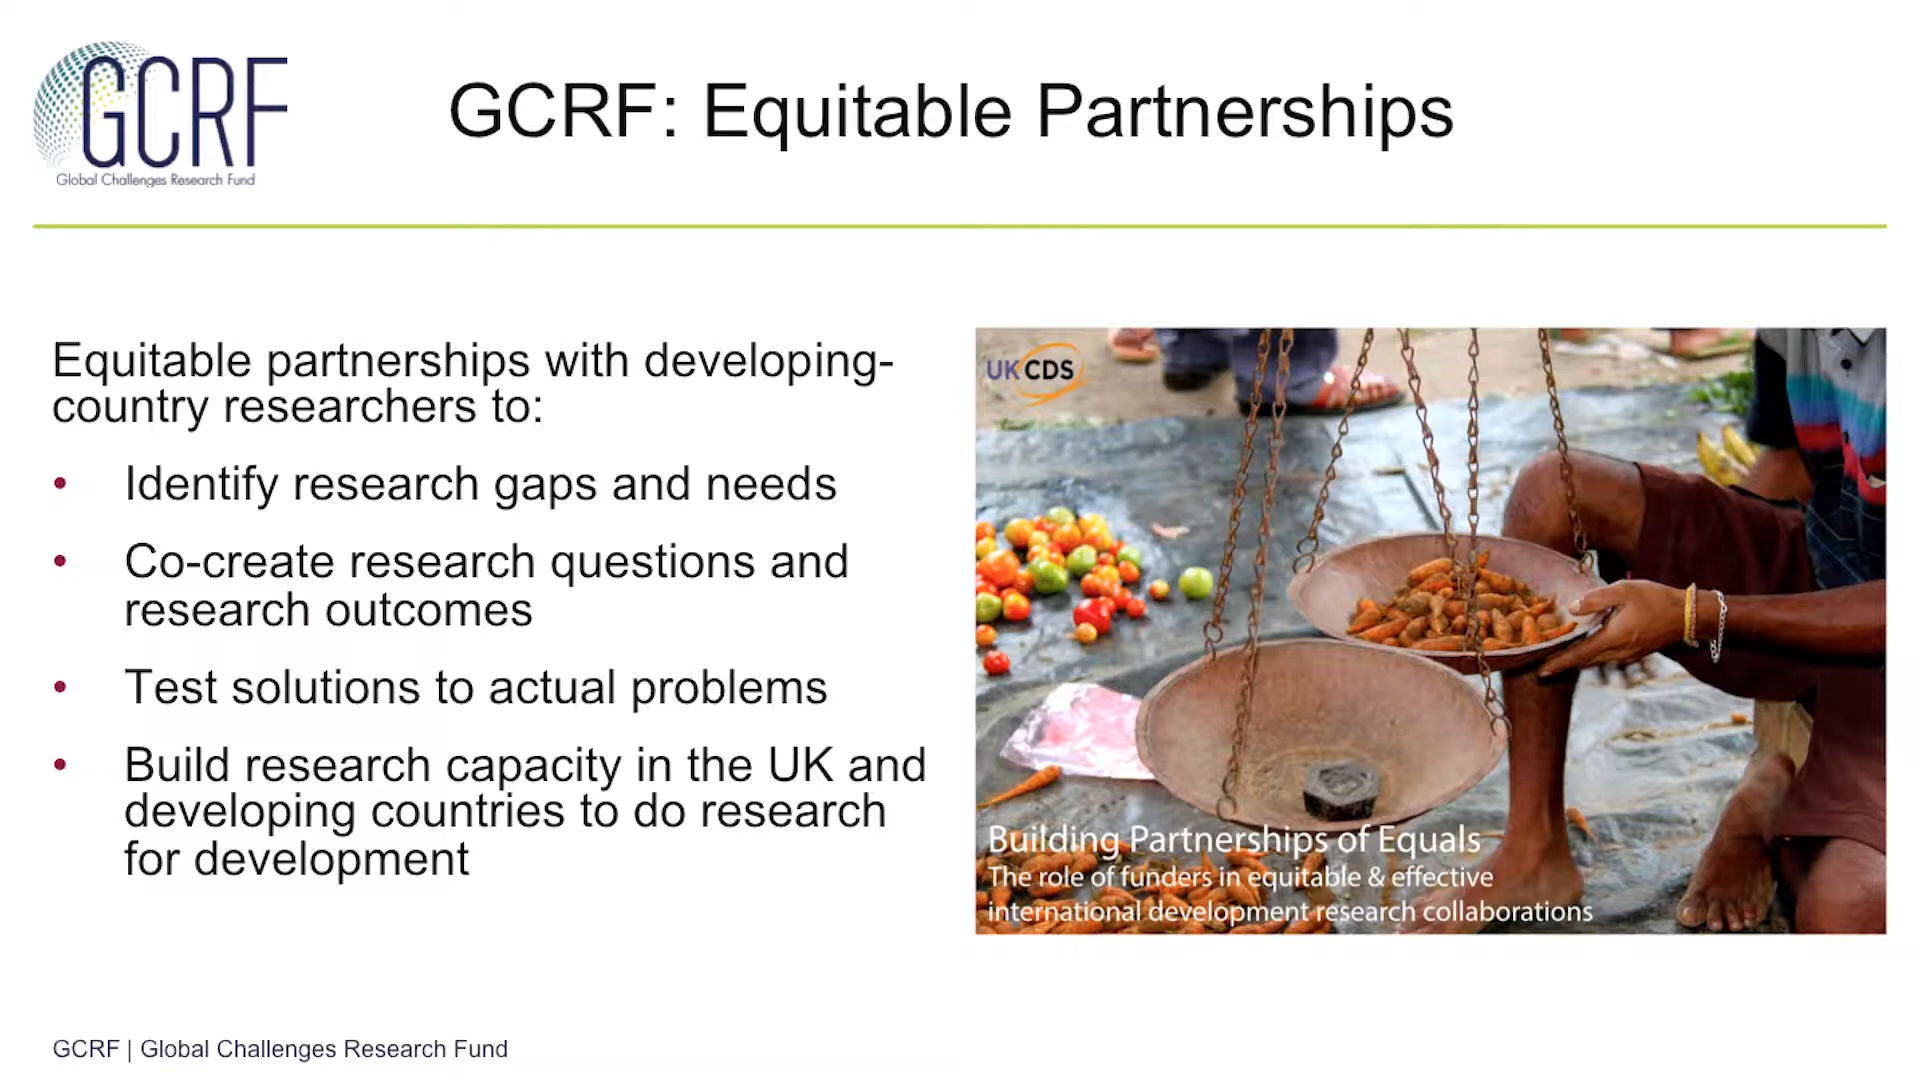 GCRF
Global Challenges Research Fund
GCRF: Equitable Partnerships
Equitable partnerships with developing-
country researchers to:
• Identify research gaps and needs
• Co-create research questions and
research outcomes
• Test solutions to actual problems
• Build research capacity in the UK and
developing countries to do research
for development
UKCDS
Building Partnerships of Equals
The role of funders in equitable & effective
international development research collaborations
GCRF | Global Challenges Research Fund